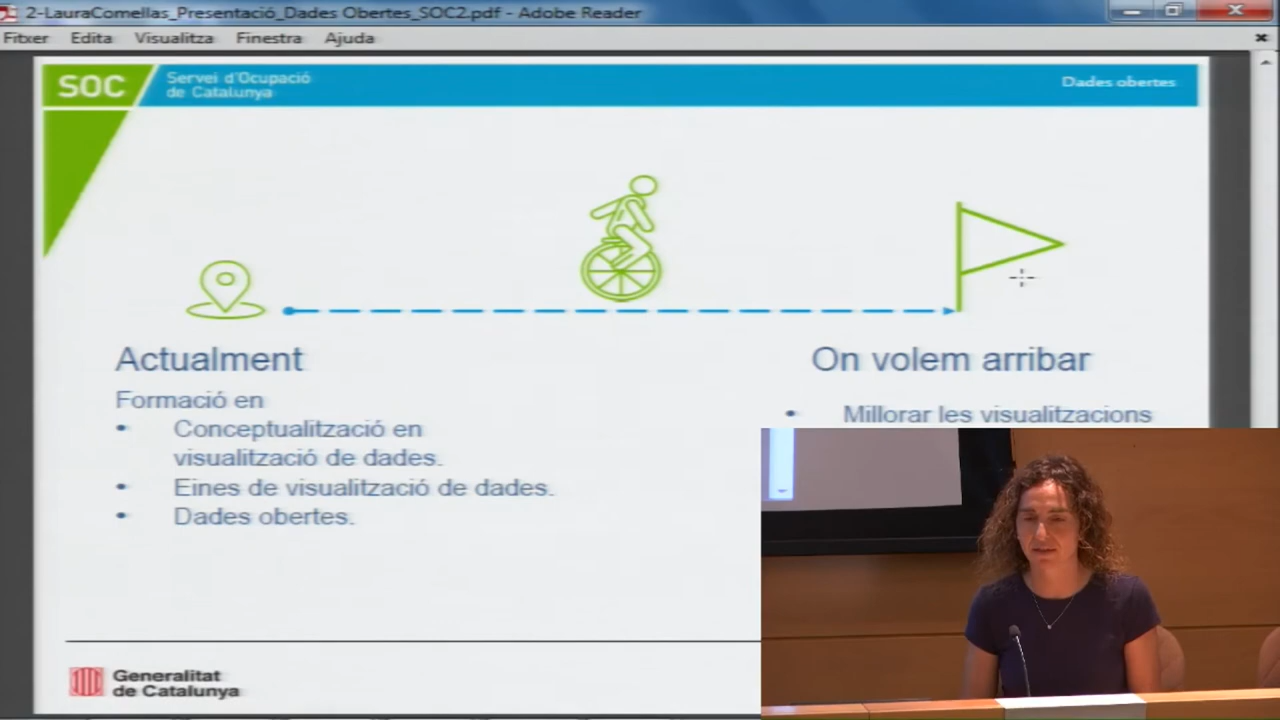 2-LauraComellas_Presentació_Dades Obertes_SOC2.pdf - Adobe Reader
Fitxer Edita Visualitza Finestra Ajuda
SOC
Servei d'Ocupació
de Catalunya
Dades obertes
Actualment
Formació en
• Conceptualització en
visualització de dades.
• Eines de visualització de dades.
• Dades obertes.
On volem arribar
• Millorar les visualitzacions
Generalitat
de Catalunya